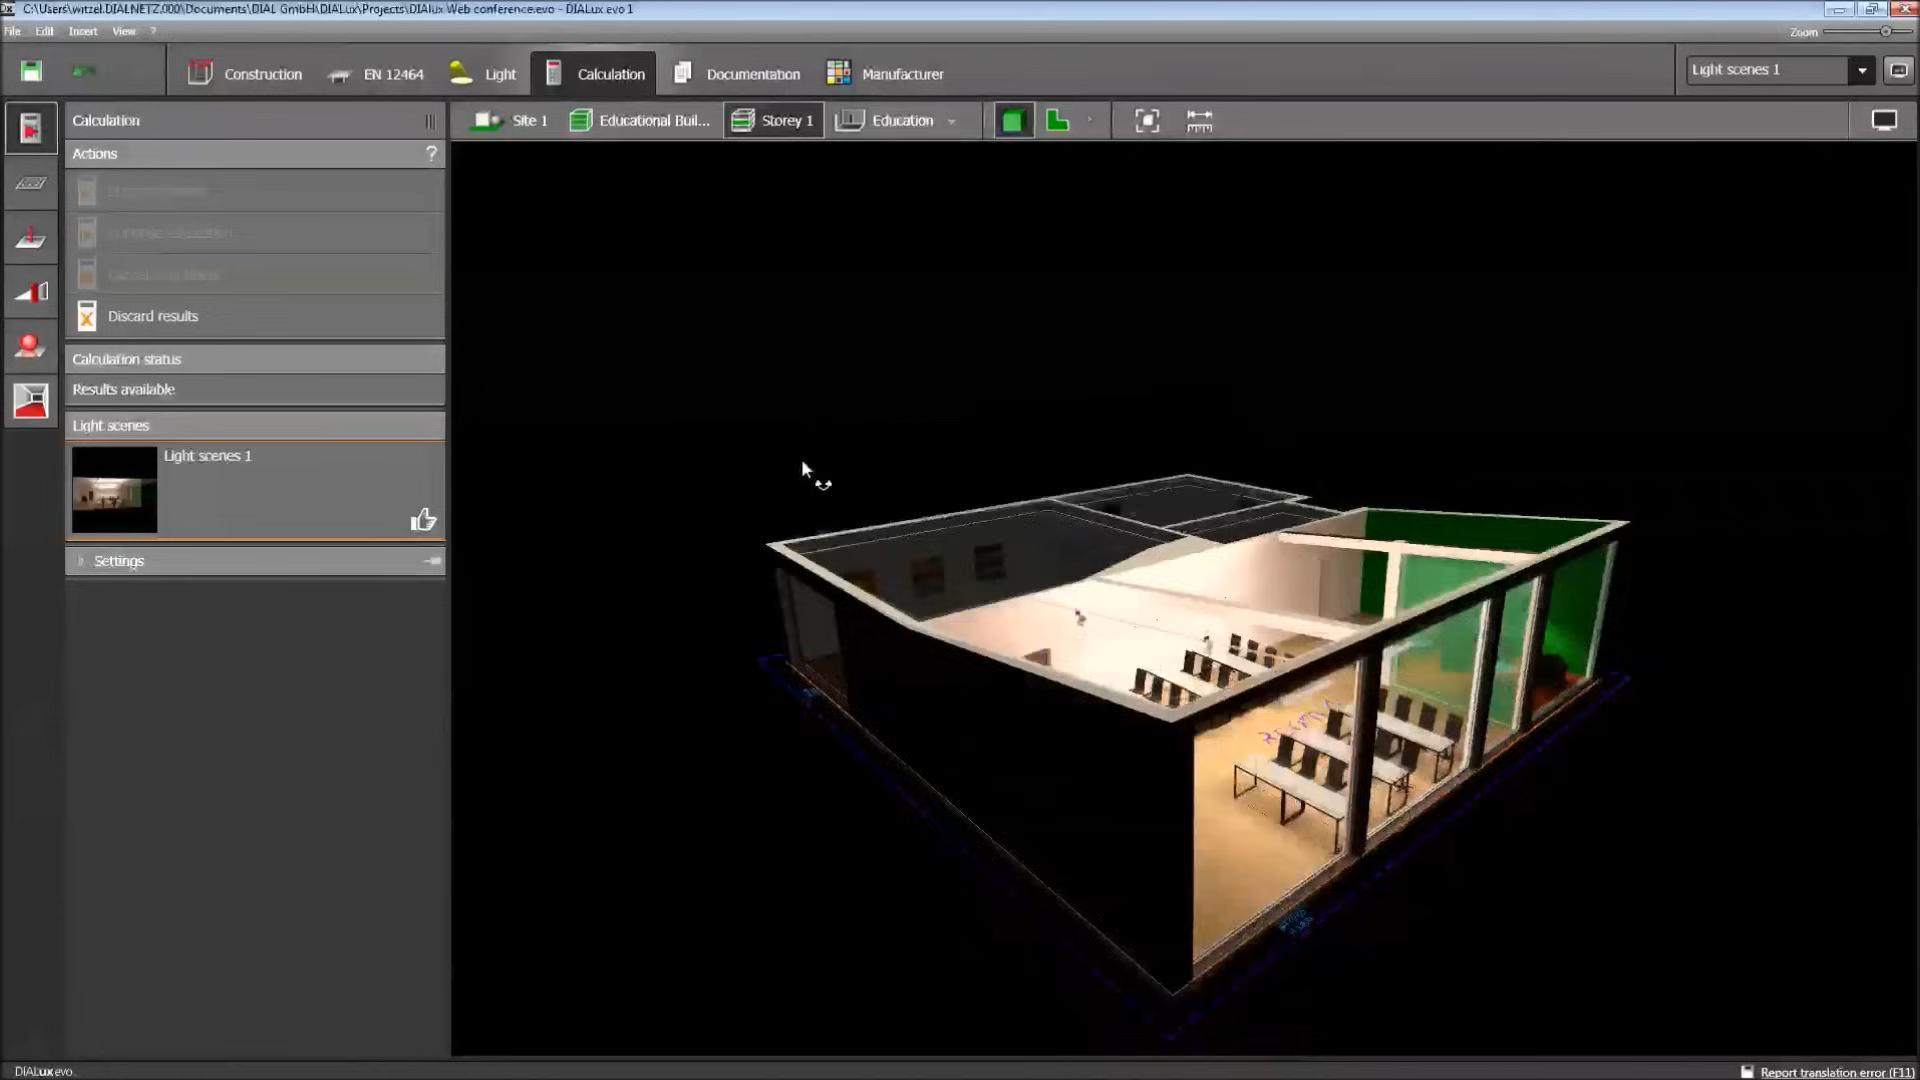 C:\Users\witzel.DIALNETZ.000\Documents\DIAL GmbH\DIALux\Projects\DIAlux Web conference.evo - DIALux evo 1
File Edit Insert View ?
Zoom
Construction EN 12464 Light Calculation Documentation Manufacturer
Light scenes 1
Calculation
Site 1 Educational Buil... Storey 1 Education
Actions ?
Discard results
Calculation status
Results available
Light scenes
Light scenes 1
Settings
DIALux evo
Report translation error (F11)